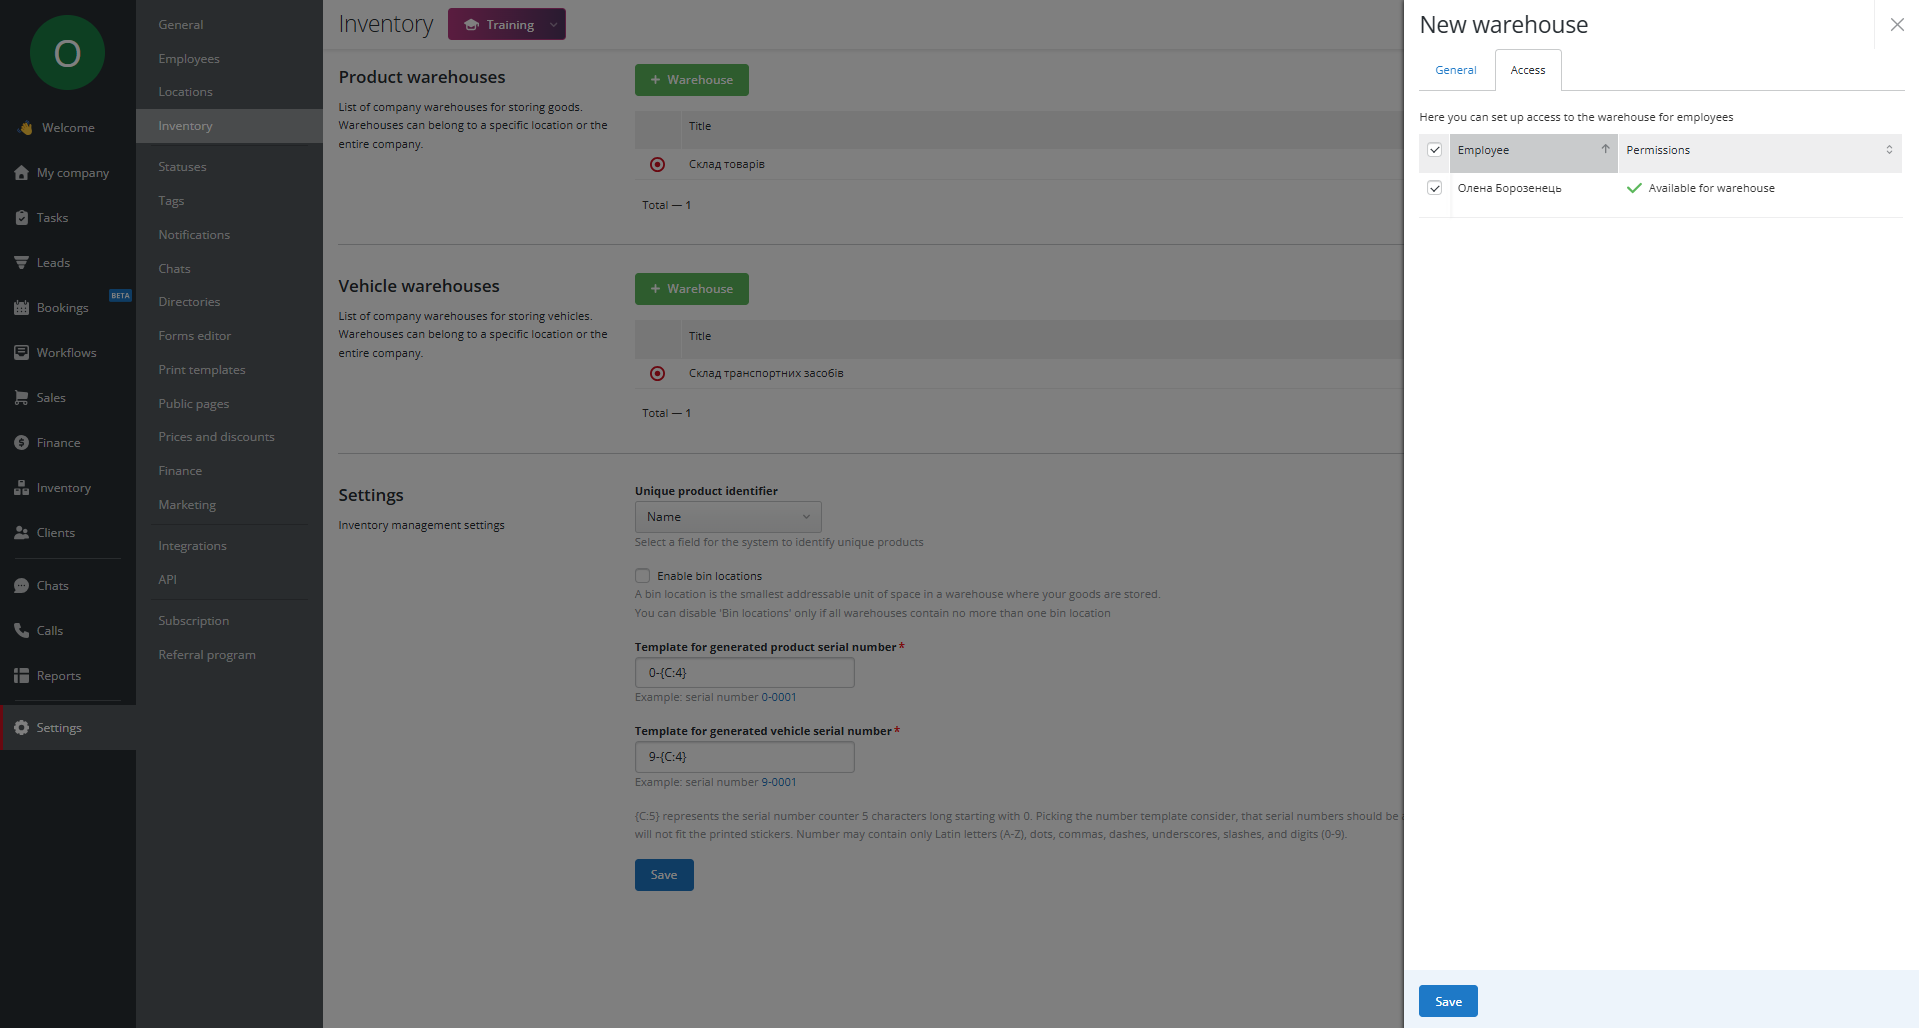 O
Welcome
My company
Tasks
Leads
BETA
Bookings
Workflows
Sales
Finance
Inventory
Clients
Chats
Calls
Reports
Settings
General
Employees
Locations
Inventory
Statuses
Tags
Notifications
Chats
Directories
Forms editor
Print templates
Public pages
Prices and discounts
Finance
Marketing
Integrations
API
Subscription
Referral program
Inventory
Training
Product warehouses
List of company warehouses for storing goods.
Warehouses can belong to a specific location or the
entire company.
+ Warehouse
Title
Склад товарів
Total — 1
Vehicle warehouses
List of company warehouses for storing vehicles.
Warehouses can belong to a specific location or the
entire company.
+ Warehouse
Title
Склад транспортних засобів
Total — 1
Settings
Inventory management settings
Unique product identifier
Name
Select a field for the system to identify unique products
Enable bin locations
A bin location is the smallest addressable unit of space in a warehouse where your goods are stored.
You can disable 'Bin locations' only if all warehouses contain no more than one bin location
Template for generated product serial number*
0-{C:4}
Example: serial number 0-0001
Template for generated vehicle serial number*
9-{C:4}
Example: serial number 9-0001
{C:5} represents the serial number counter 5 characters long starting with 0. Picking the number template consider, that serial numbers should be
will not fit the printed stickers. Number may contain only Latin letters (A-Z), dots, commas, dashes, underscores, slashes, and digits (0-9).
Save
New warehouse
General
Access
Here you can set up access to the warehouse for employees
Employee
Permissions
Олена Борозенець
Available for warehouse
Save